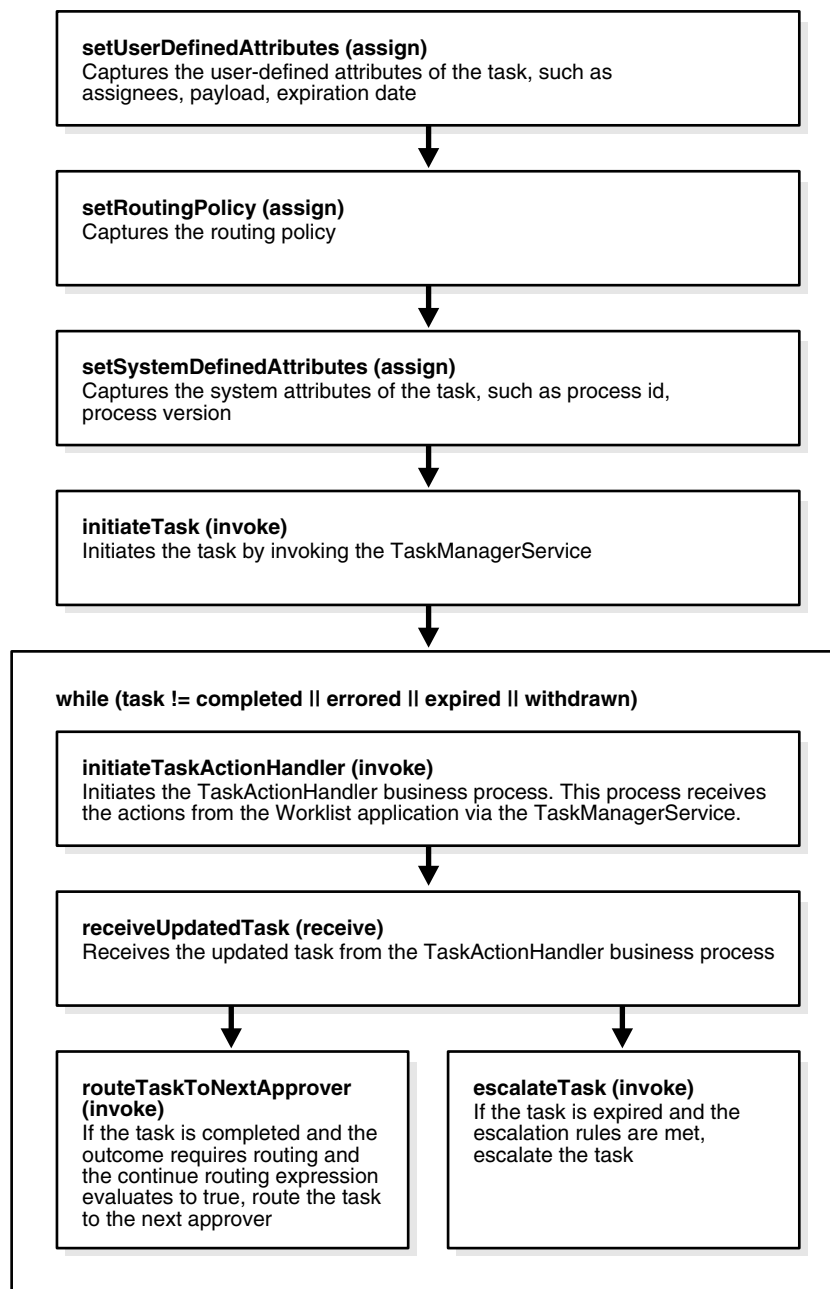 setUserDefinedAttributes (assign)
Captures the user-defined attributes of the task, such as
assignees, payload, expiration date
setRoutingPolicy (assign)
Captures the routing policy
setSystemDefinedAttributes (assign)
Captures the system attributes of the task, such as process id,
process version
initiateTask (invoke)
Initiates the task by invoking the TaskManagerService
while (task != completed || errored || expired || withdrawn)
initiateTaskActionHandler (invoke)
Initiates the TaskActionHandler business process. This process receives
the actions from the Worklist application via the TaskManagerService.
receiveUpdatedTask (receive)
Receives the updated task from the TaskActionHandler business process
routeTaskToNextApprover
(invoke)
If the task is completed and the
outcome requires routing and
the continue routing expression
evaluates to true, route the task
to the next approver
escalateTask (invoke)
If the task is expired and the
escalation rules are met,
escalate the task